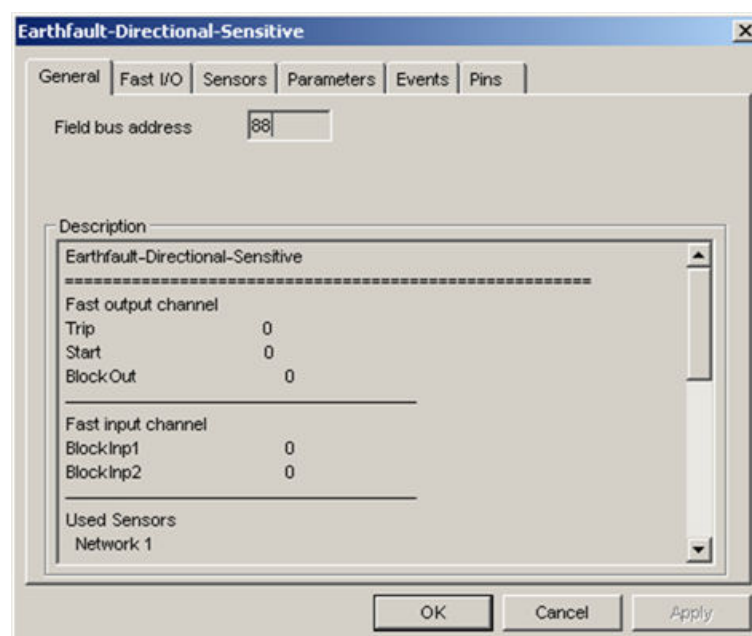 Earthfault-Directional-Sensitive
General Fast I/O Sensors Parameters Events Pins
Field bus address 88
Description
Earthfault-Directional-Sensitive
=======================================================
Fast output channel
Trip 0
Start 0
BlockOut 0
Fast input channel
BlockInp1 0
BlockInp2 0
Used Sensors
Network 1
OK Cancel Apply